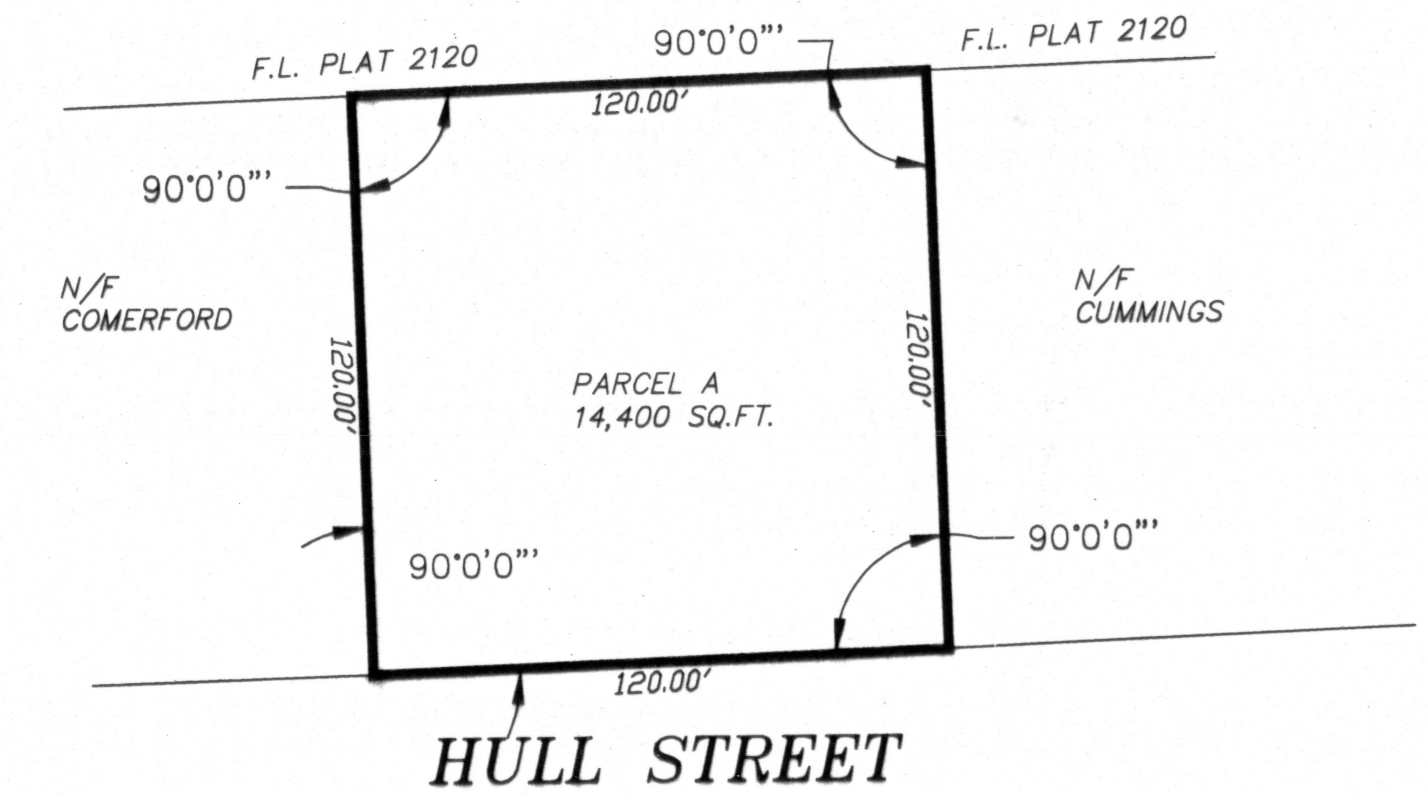 F.L. PLAT 2120
90°0'0"'
F.L. PLAT 2120
120.00'
90°0'0"'
N/F
COMERFORD
N/F
CUMMINGS
120.00'
120.00'
PARCEL A
14,400 SQ.FT.
90°0'0"'
90°0'0"'
120.00'
HULL STREET